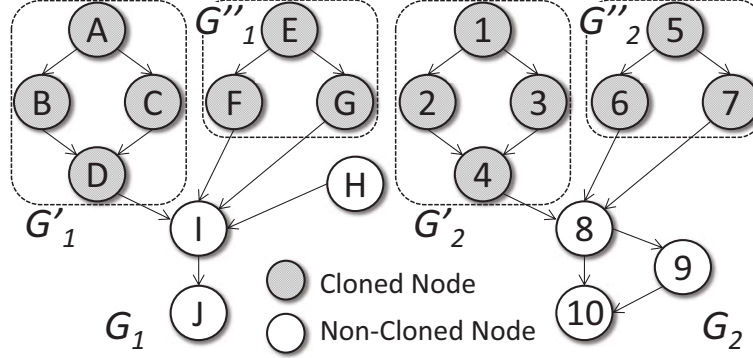 A G''1 E 1 G''2 5
B C F G 2 3 6 7
D H 4
G'1 I G'2 8 9
Cloned Node
G1 J Non-Cloned Node 10 G2